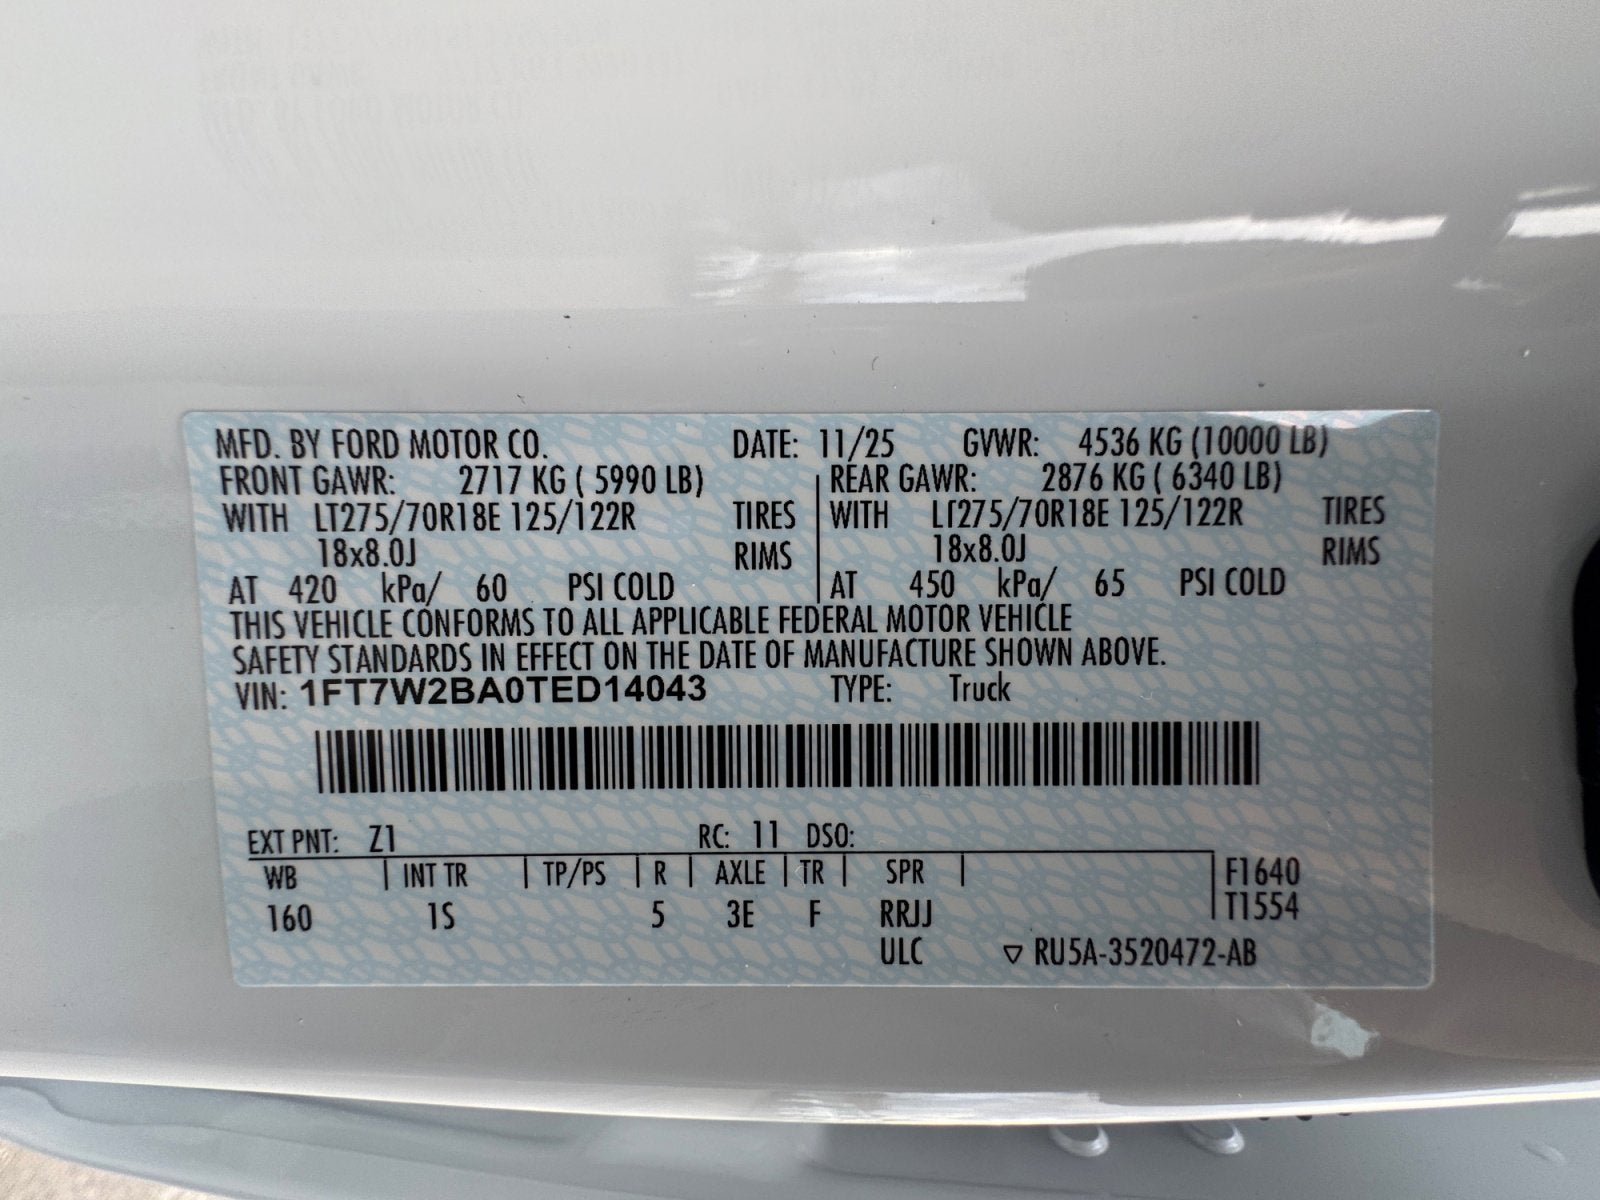 MFD. BY FORD MOTOR CO. DATE: 11/25 GVWR: 4536 KG (10000 LB)
FRONT GAWR: 2717 KG ( 5990 LB) REAR GAWR: 2876 KG ( 6340 LB)
WITH LT275/70R18E 125/122R TIRES WITH LT275/70R18E 125/122R TIRES
18x8.0J RIMS 18x8.0J RIMS
AT 420 kPa/ 60 PSI COLD AT 450 kPa/ 65 PSI COLD
THIS VEHICLE CONFORMS TO ALL APPLICABLE FEDERAL MOTOR VEHICLE
SAFETY STANDARDS IN EFFECT ON THE DATE OF MANUFACTURE SHOWN ABOVE.
VIN: 1FT7W2BA0TED14043 TYPE: Truck
EXT PNT: Z1 RC: 11 DSO:
WB INT TR TP/PS R AXLE TR SPR F1640
160 1S 5 3E F RRJJ T1554
ULC ▽ RU5A-3520472-AB